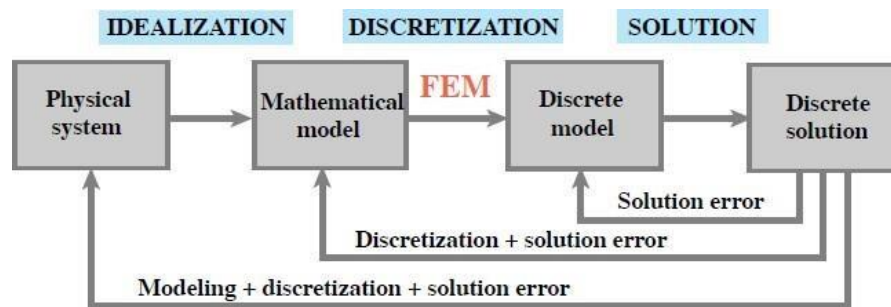 IDEALIZATION DISCRETIZATION SOLUTION
Physical
system
Mathematical
model
FEM
Discrete
model
Discrete
solution
Solution error
Discretization + solution error
Modeling + discretization + solution error